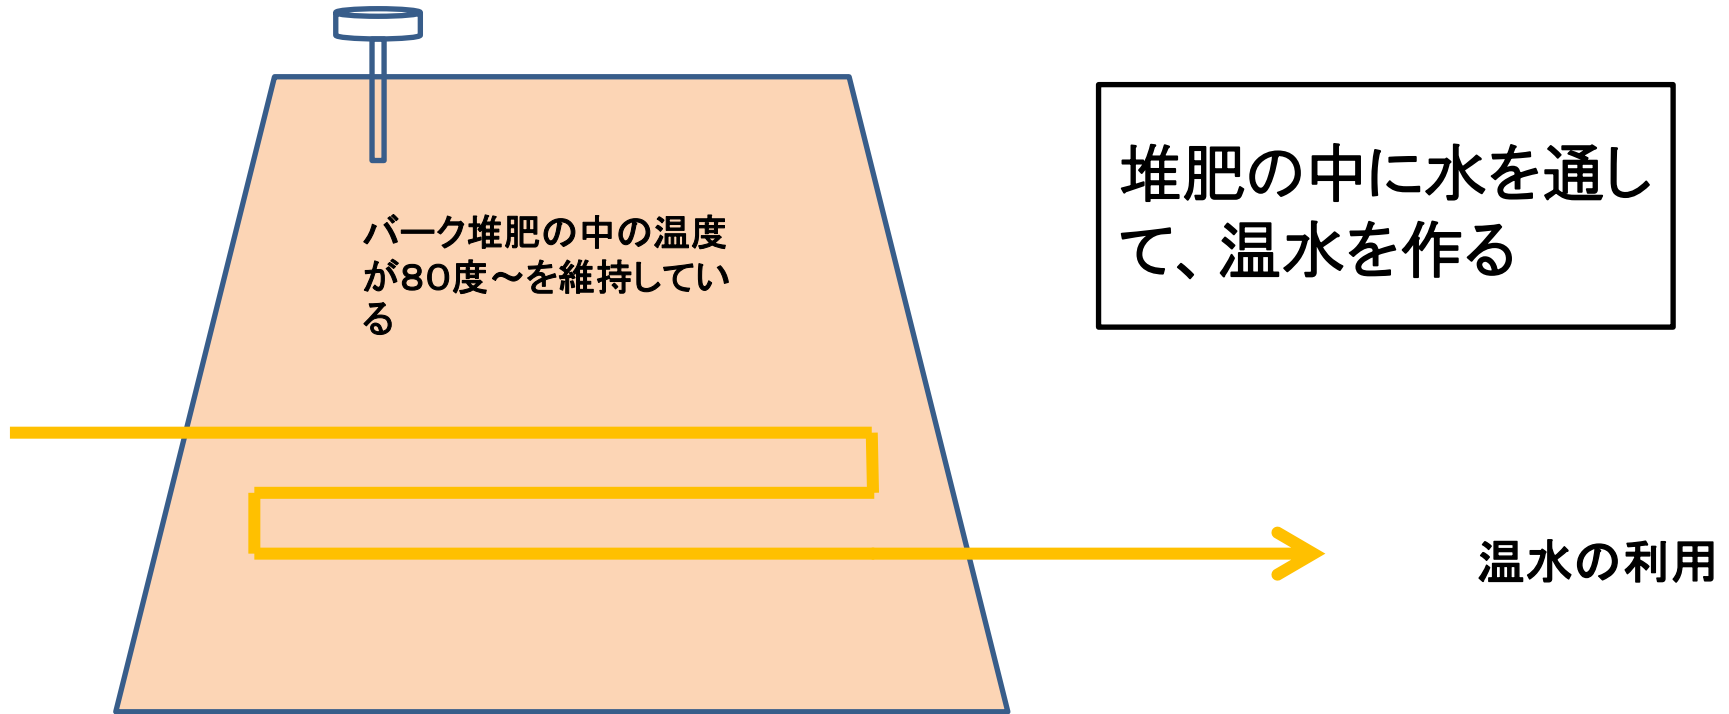 堆肥の中に水を通し
て、温水を作る
バーク堆肥の中の温度
が８０度～を維持してい
る
温水の利用